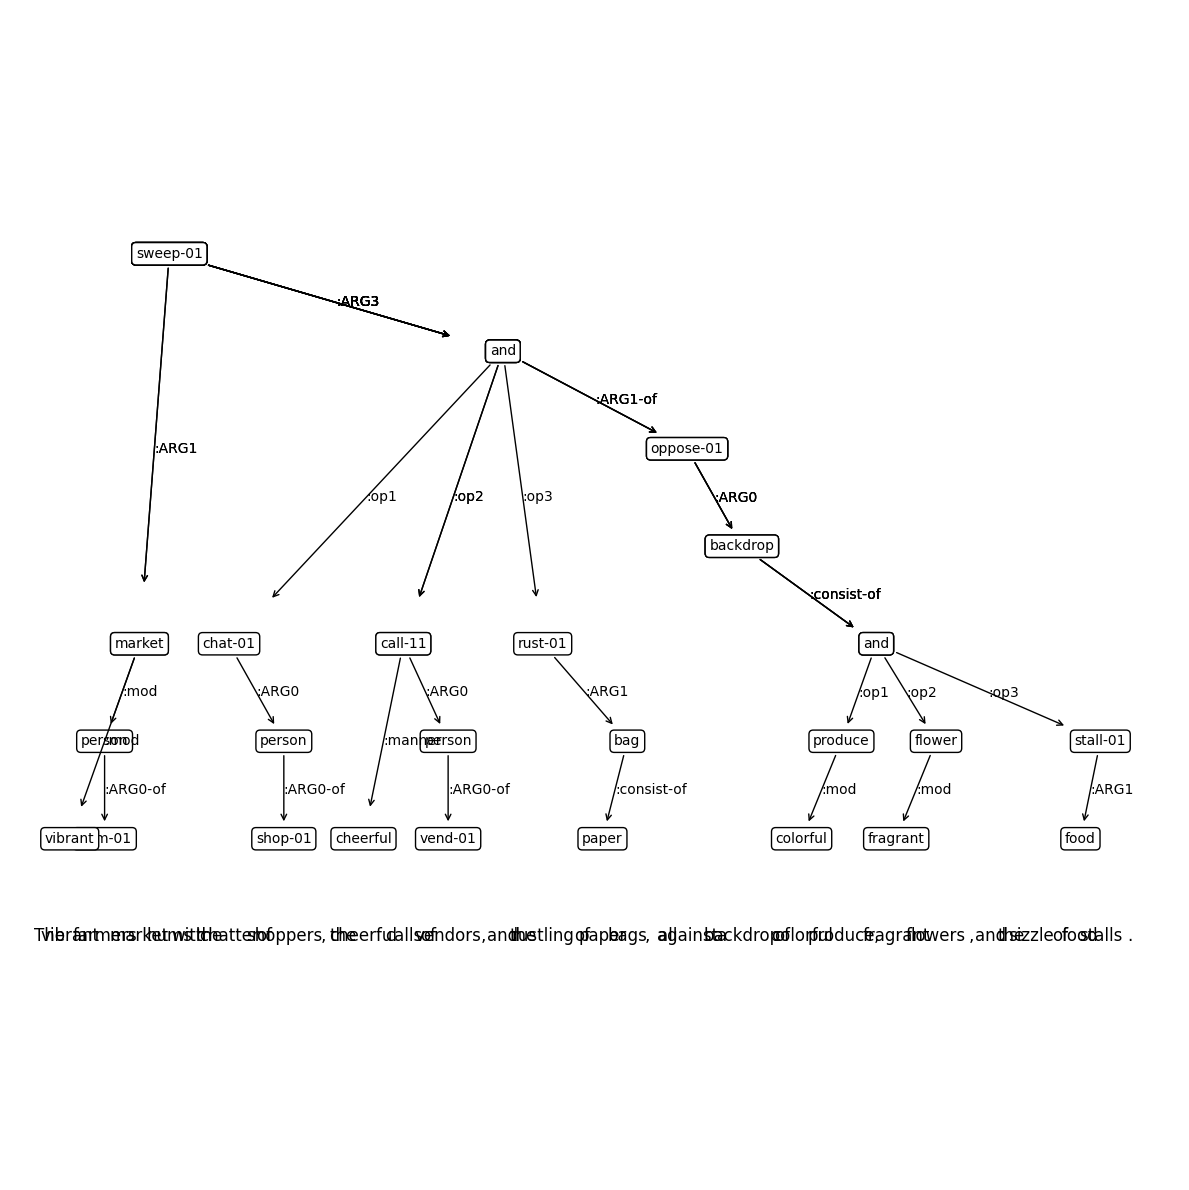 sweep-01
:ARG3
and
:ARG1-of
:ARG1
oppose-01
:op1 :op2 :op3 :ARG0
backdrop
:consist-of
market chat-01 call-11 rust-01 and
:mod :ARG0 :ARG0 :ARG1 :op1 :op2 :op3
person :mod person :manner person bag produce flower stall-01
:ARG0-of :ARG0-of :ARG0-of :consist-of :mod :mod :ARG1
vibrant m-01 shop-01 cheerful vend-01 paper colorful fragrant food
The vibrant farmers market hums with the chatter of shoppers, the cheerful calls of vendors, and the rustling of paper bags, against a backdrop of colorful produce, fragrant flowers, and the sizzle of food stalls .